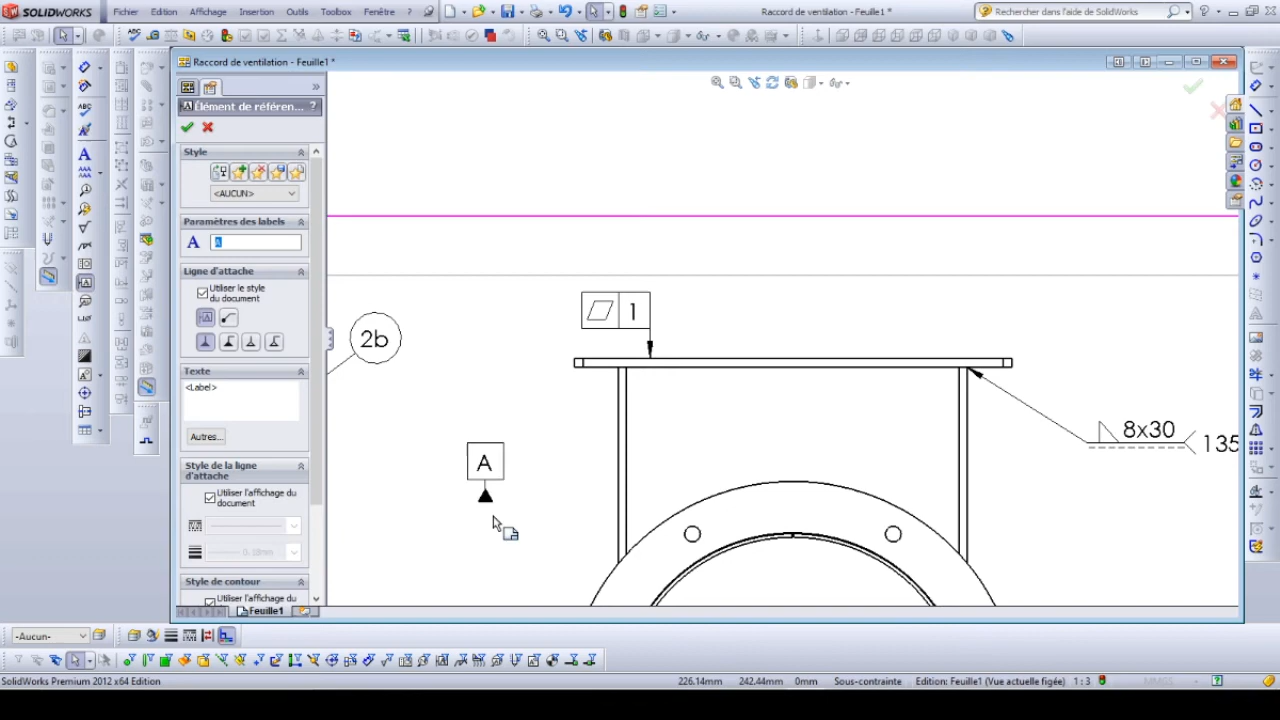 SOLIDWORKS
Fichier Edition Affichage Insertion Outils Toolbox Fenêtre ?
Raccord de ventilation - Feuille1 *
Rechercher dans l'aide de SolidWorks
Raccord de ventilation - Feuille1 *
Élément de référen... ?
Style
<AUCUN>
Paramètres des labels
A
A
Ligne d'attache
Utiliser le style
du document
Texte
<Label>
Autres...
Style de la ligne
d'attache
Utiliser l'affichage du
document
0.18mm
Style de contour
Utiliser l'affichage du
2b
1
A
8x30
135
Feuille1
-Aucun-
SolidWorks Premium 2012 x64 Edition
226.14mm 242.44mm 0mm Sous-contrainte Edition: Feuille1 (Vue actuelle figée) 1 : 3
MMGS